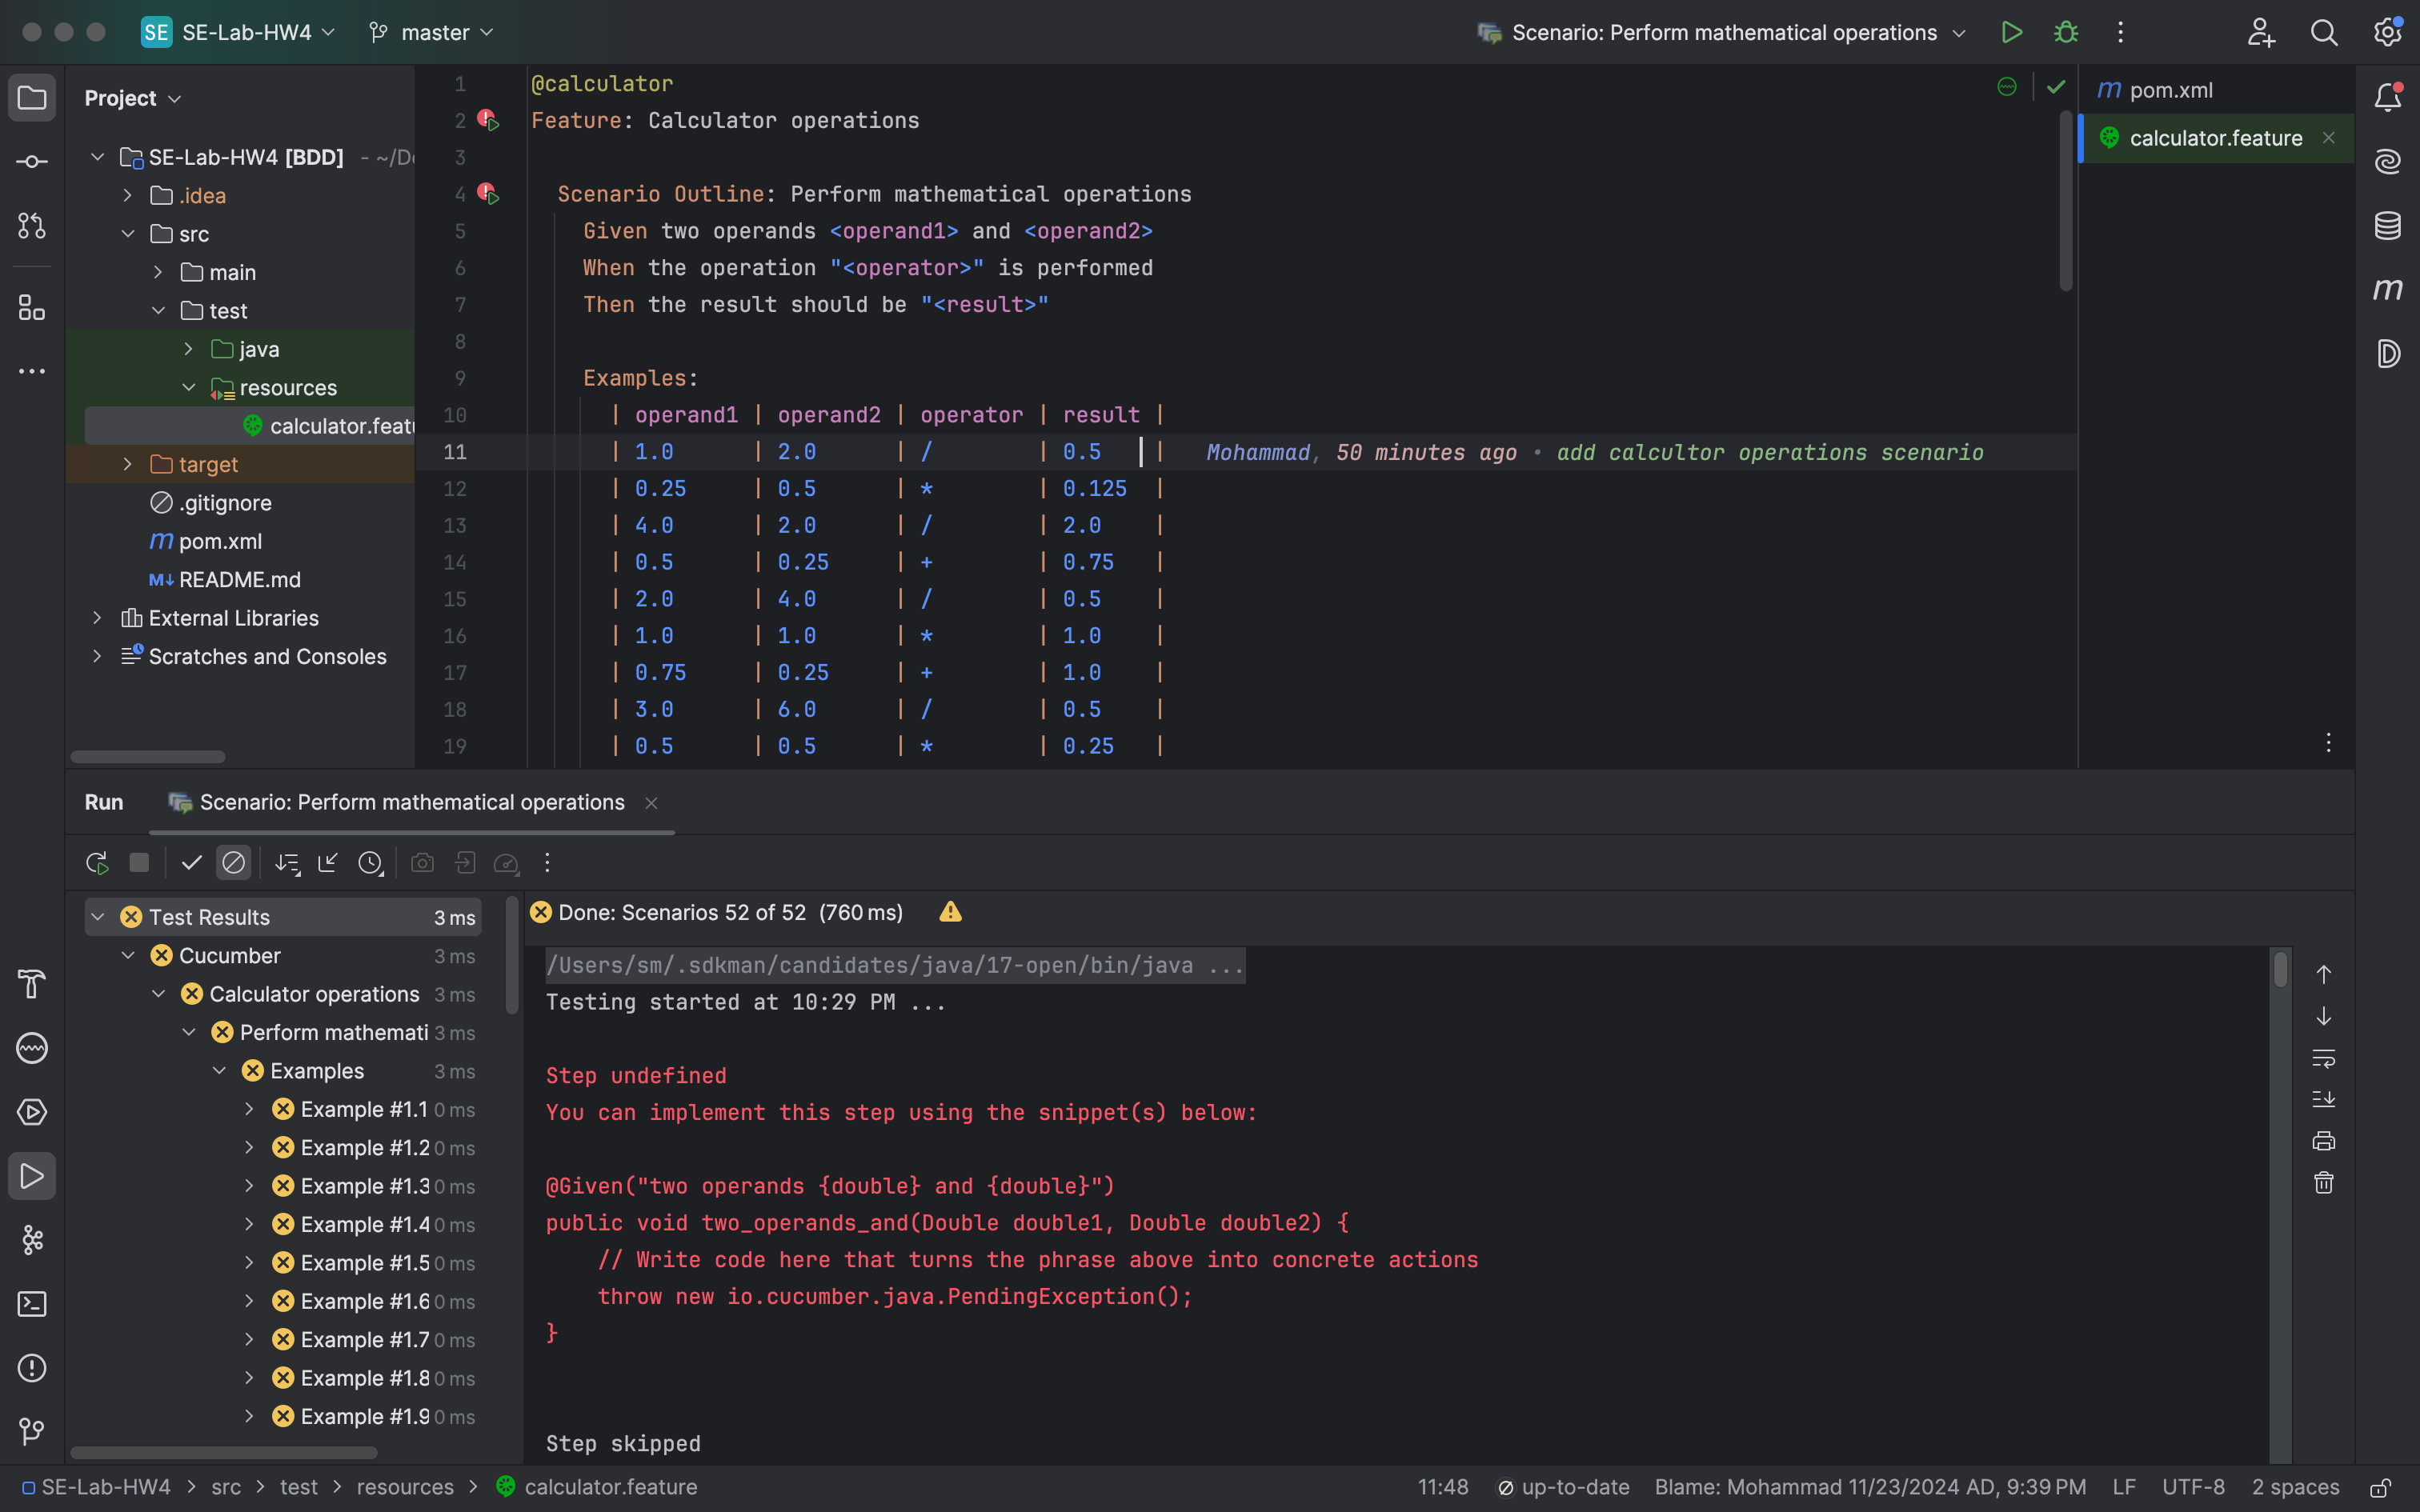 SE SE-Lab-HW4 master Scenario: Perform mathematical operations
Project
SE-Lab-HW4 [BDD] - ~/Do
.idea
src
main
test
java
resources
calculator.featu
target
.gitignore
pom.xml
M↓ README.md
External Libraries
Scratches and Consoles
1 @calculator
2 Feature: Calculator operations
3
4 Scenario Outline: Perform mathematical operations
5 Given two operands <operand1> and <operand2>
6 When the operation "<operator>" is performed
7 Then the result should be "<result>"
8
9 Examples:
10 | operand1 | operand2 | operator | result |
11 | 1.0 | 2.0 | / | 0.5 | Mohammad, 50 minutes ago • add calcultor operations scenario
12 | 0.25 | 0.5 | * | 0.125 |
13 | 4.0 | 2.0 | / | 2.0 |
14 | 0.5 | 0.25 | + | 0.75 |
15 | 2.0 | 4.0 | / | 0.5 |
16 | 1.0 | 1.0 | * | 1.0 |
17 | 0.75 | 0.25 | + | 1.0 |
18 | 3.0 | 6.0 | / | 0.5 |
19 | 0.5 | 0.5 | * | 0.25 |
m pom.xml
calculator.feature
Run Scenario: Perform mathematical operations
Test Results 3 ms
Cucumber 3 ms
Calculator operations 3 ms
Perform mathemati 3 ms
Examples 3 ms
Example #1.1 0 ms
Example #1.2 0 ms
Example #1.3 0 ms
Example #1.4 0 ms
Example #1.5 0 ms
Example #1.6 0 ms
Example #1.7 0 ms
Example #1.8 0 ms
Example #1.9 0 ms
Done: Scenarios 52 of 52 (760 ms)
/Users/sm/.sdkman/candidates/java/17-open/bin/java ...
Testing started at 10:29 PM ...
Step undefined
You can implement this step using the snippet(s) below:
@Given("two operands {double} and {double}")
public void two_operands_and(Double double1, Double double2) {
// Write code here that turns the phrase above into concrete actions
throw new io.cucumber.java.PendingException();
}
Step skipped
SE-Lab-HW4 > src > test > resources > calculator.feature 11:48 up-to-date Blame: Mohammad 11/23/2024 AD, 9:39 PM LF UTF-8 2 spaces